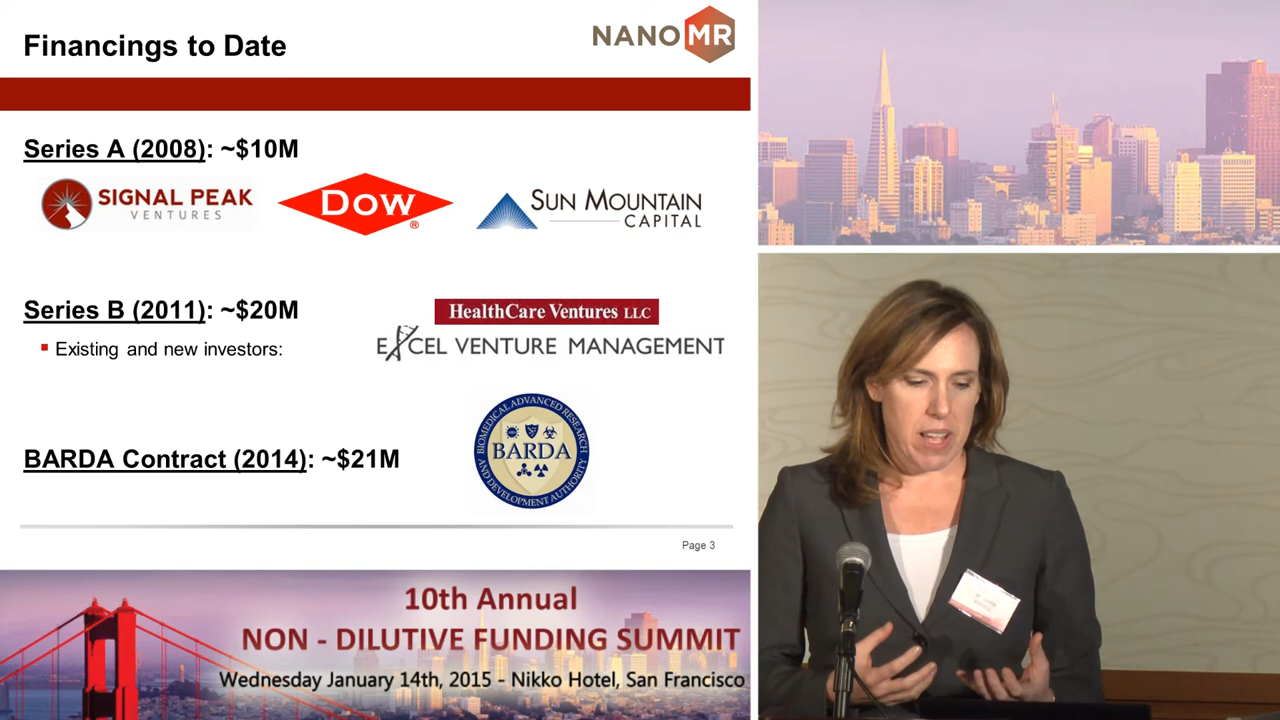 Financings to Date
NANOMR
Series A (2008): ~$10M
SIGNAL PEAK
VENTURES
DOW
®
SUN MOUNTAIN
CAPITAL
Series B (2011): ~$20M
▪ Existing and new investors:
HealthCare Ventures LLC
EXCEL VENTURE MANAGEMENT
BARDA Contract (2014): ~$21M
BIOMEDICAL ADVANCED RESEARCH
BARDA
AND DEVELOPMENT AUTHORITY
Page 3
10th Annual
NON - DILUTIVE FUNDING SUMMIT
Wednesday January 14th, 2015 - Nikko Hotel, San Francisco